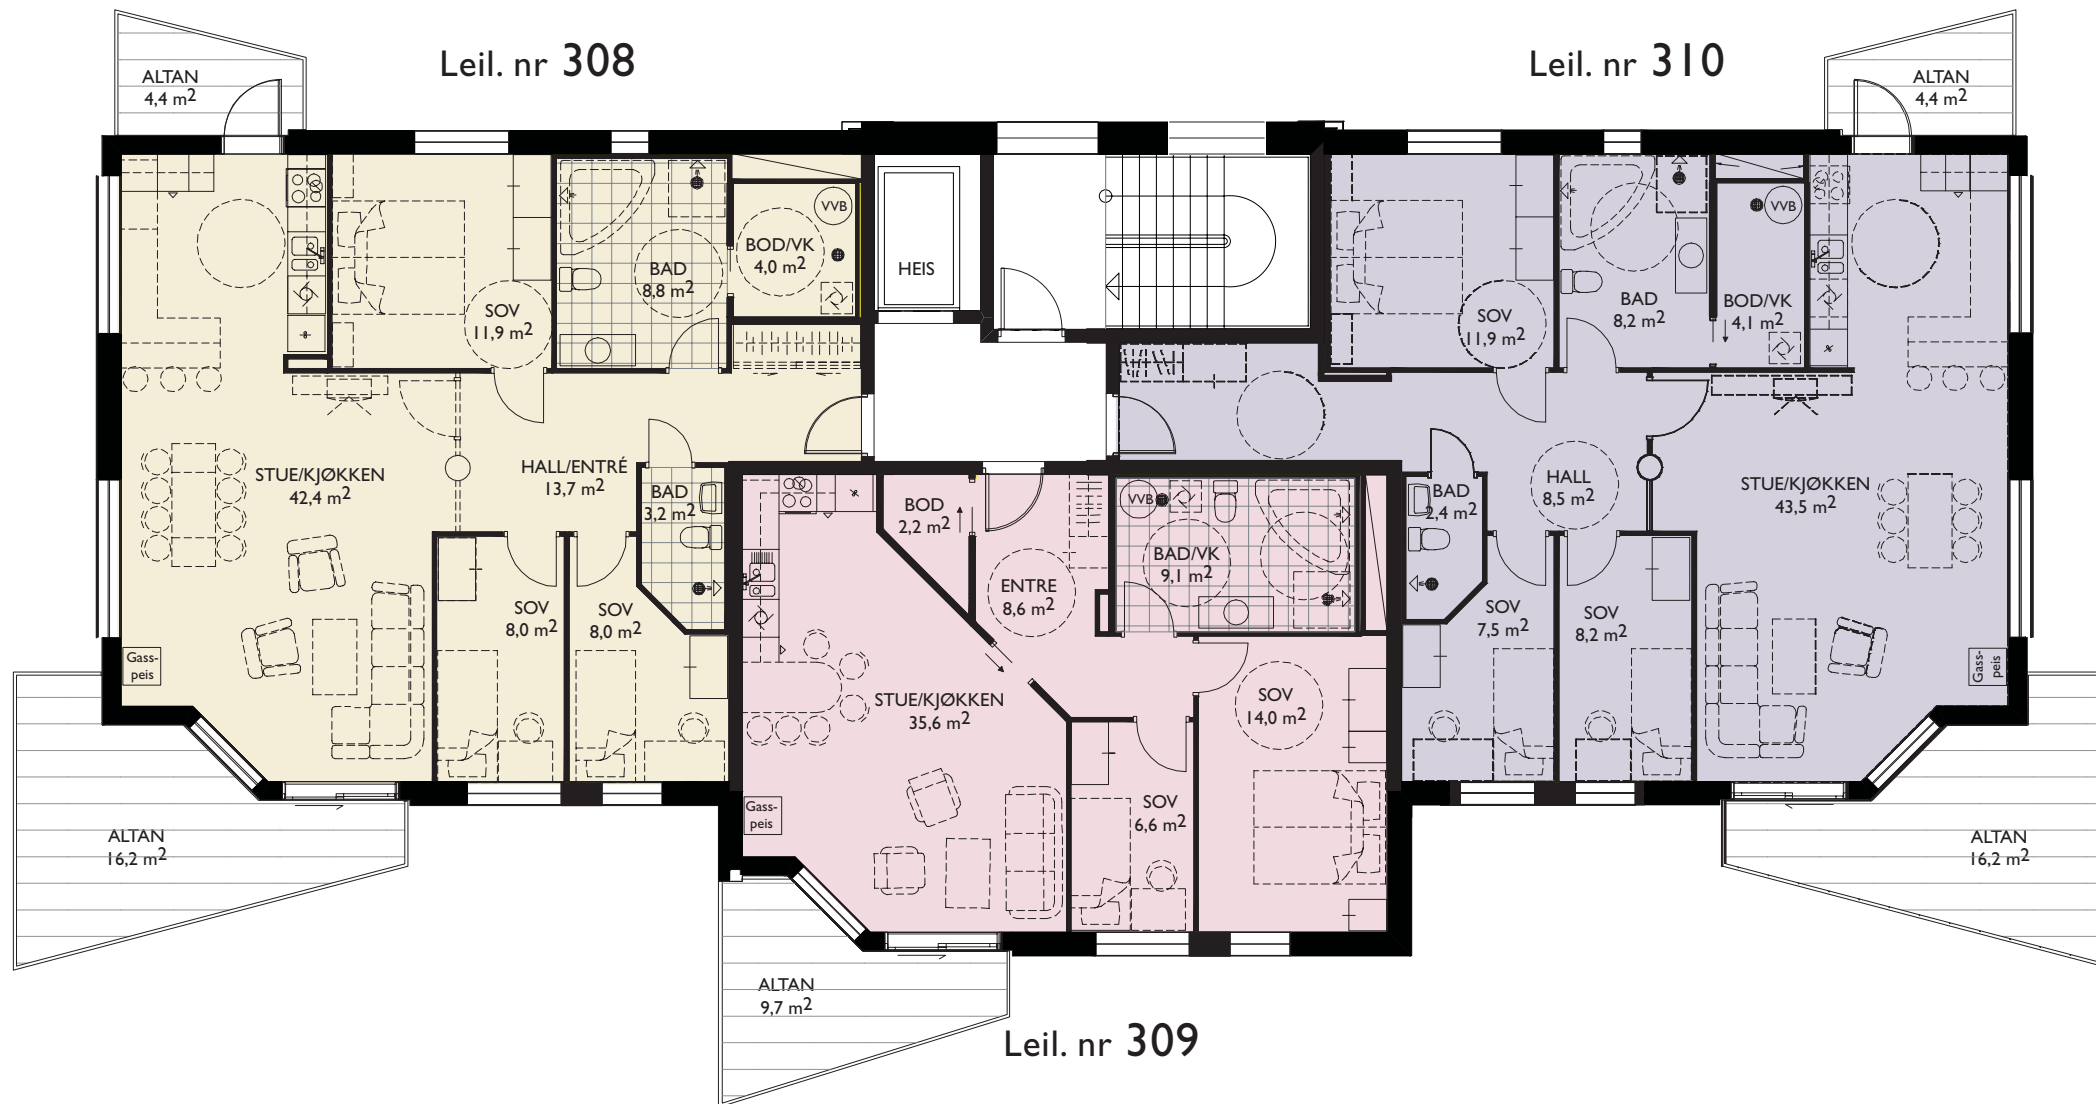 Leil. nr 308
Leil. nr 310
ALTAN
4,4 m2
ALTAN
4,4 m2
VVB
BOD/VK
4,0 m2
BAD
8,8 m2
SOV
11,9 m2
HEIS
SOV
11,9 m2
BAD
8,2 m2
VVB
BOD/VK
4,1 m2
STUE/KJØKKEN
42,4 m2
HALL/ENTRÉ
13,7 m2
BAD
3,2 m2
SOV
8,0 m2
SOV
8,0 m2
Gass-
peis
ALTAN
16,2 m2
BOD
2,2 m2
ENTRE
8,6 m2
VVB
BAD/VK
9,1 m2
STUE/KJØKKEN
35,6 m2
SOV
14,0 m2
SOV
6,6 m2
Gass-
peis
ALTAN
9,7 m2
BAD
2,4 m2
HALL
8,5 m2
STUE/KJØKKEN
43,5 m2
SOV
7,5 m2
SOV
8,2 m2
Gass-
peis
ALTAN
16,2 m2
Leil. nr 309